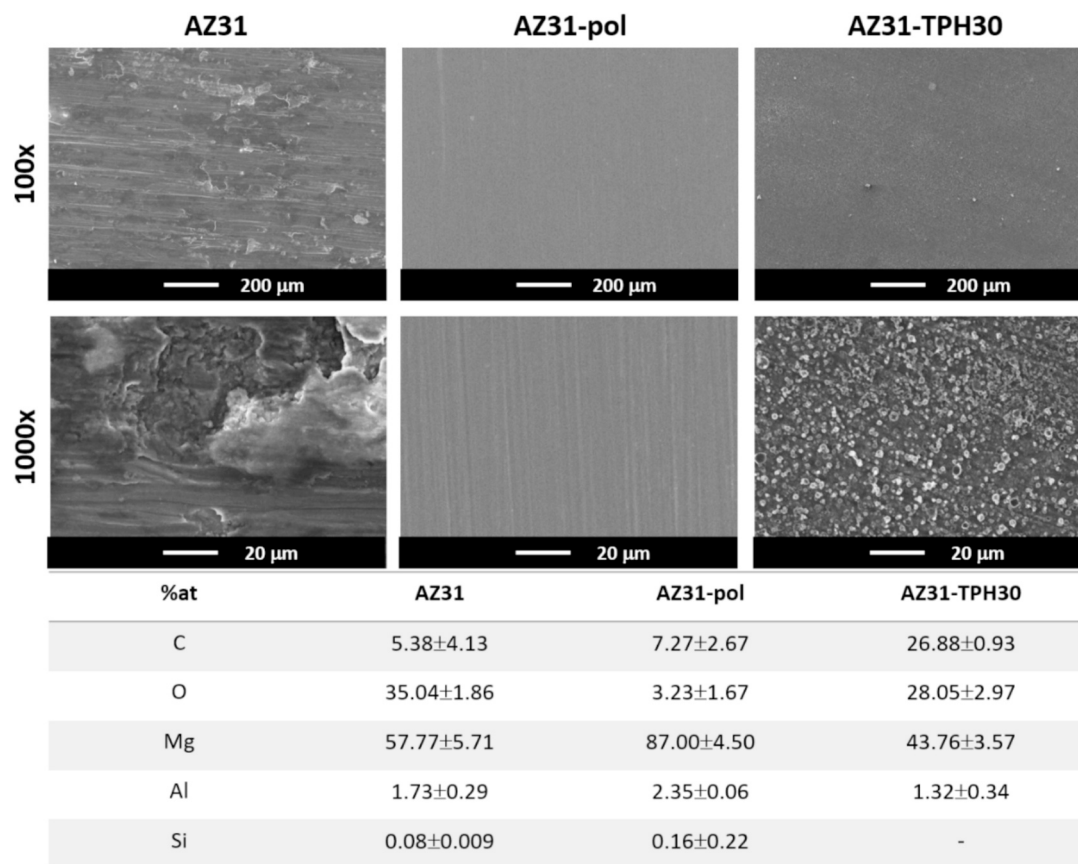 AZ31 AZ31-pol AZ31-TPH30
100x
200 µm 200 µm 200 µm
1000x
20 µm 20 µm 20 µm
%at AZ31 AZ31-pol AZ31-TPH30
C 5.38±4.13 7.27±2.67 26.88±0.93
O 35.04±1.86 3.23±1.67 28.05±2.97
Mg 57.77±5.71 87.00±4.50 43.76±3.57
Al 1.73±0.29 2.35±0.06 1.32±0.34
Si 0.08±0.009 0.16±0.22 -